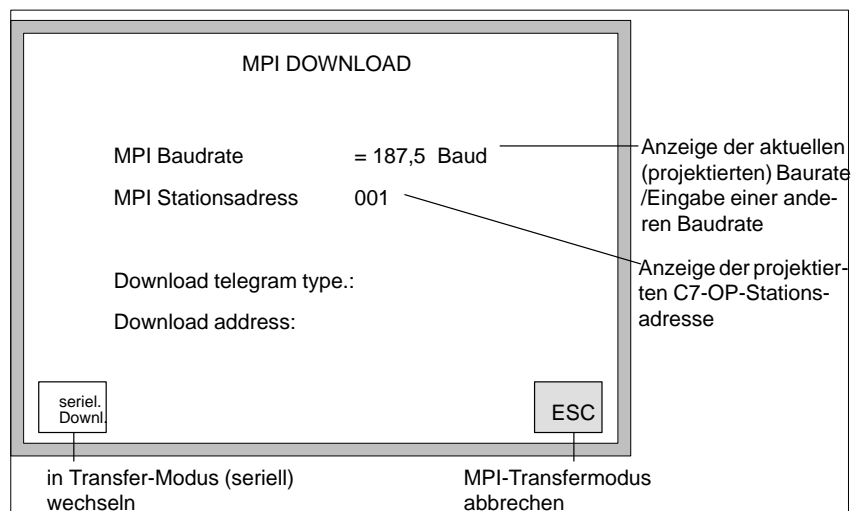 MPI DOWNLOAD
MPI Baudrate = 187,5 Baud
MPI Stationsadress 001
Download telegram type.:
Download address:
seriel.
Downl.
ESC
Anzeige der aktuellen
(projektierten) Baurate
/Eingabe einer ande-
ren Baudrate
Anzeige der projektier-
ten C7-OP-Stations-
adresse
in Transfer-Modus (seriell)
wechseln
MPI-Transfermodus
abbrechen